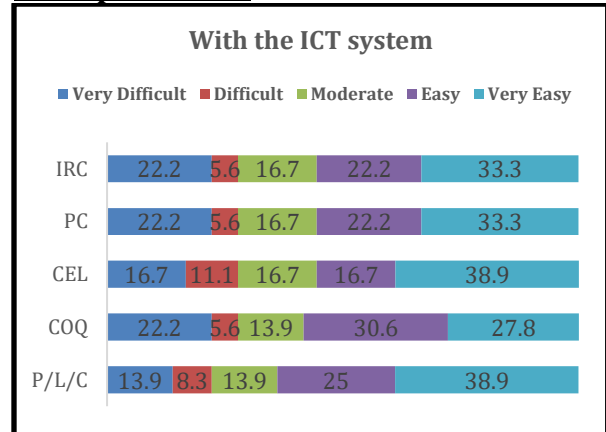 With the ICT system
Very Difficult Difficult Moderate Easy Very Easy
IRC 22.2 5.6 16.7 22.2 33.3
PC 22.2 5.6 16.7 22.2 33.3
CEL 16.7 11.1 16.7 16.7 38.9
COQ 22.2 5.6 13.9 30.6 27.8
P/L/C 13.9 8.3 13.9 25 38.9